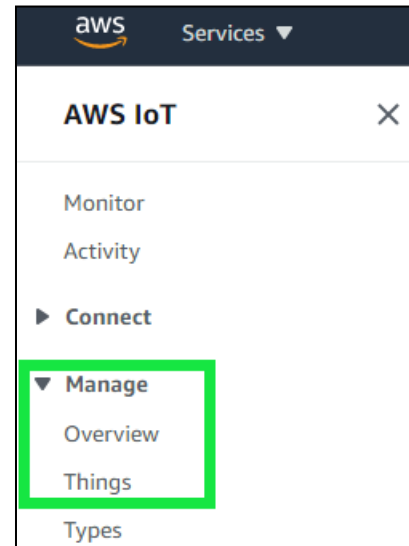 aws Services
AWS IoT
Monitor
Activity
Connect
Manage
Overview
Things
Types